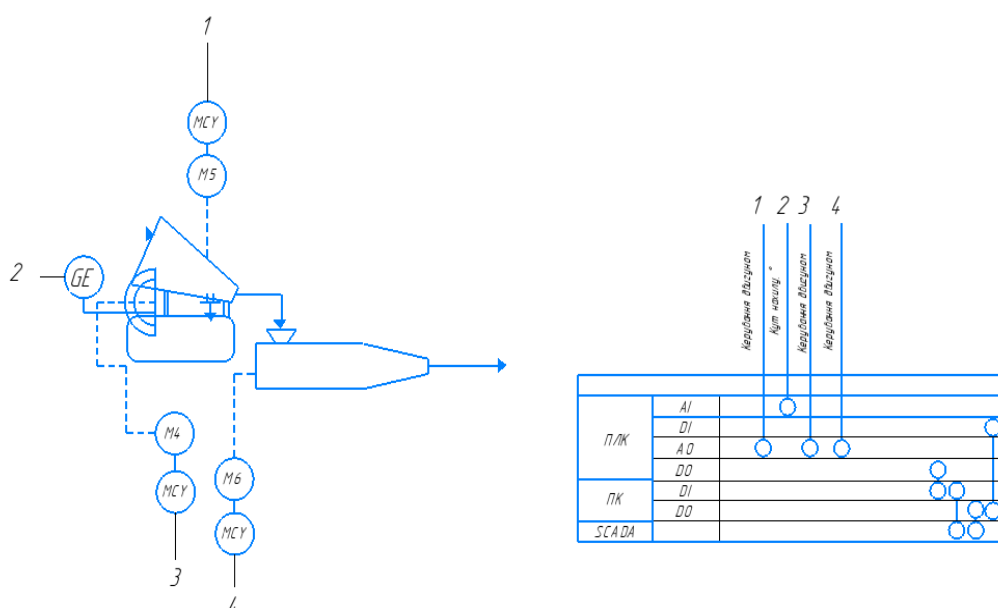 1
MCY
M5
2
GE
M4
MCY
3
M6
MCY
4
1 2 3 4
Керування двигуном
Кут нахилу, °
Керування двигуном
Керування двигуном
ПЛК
AI
DI
AO
DO
ПК
DI
DO
SCADA